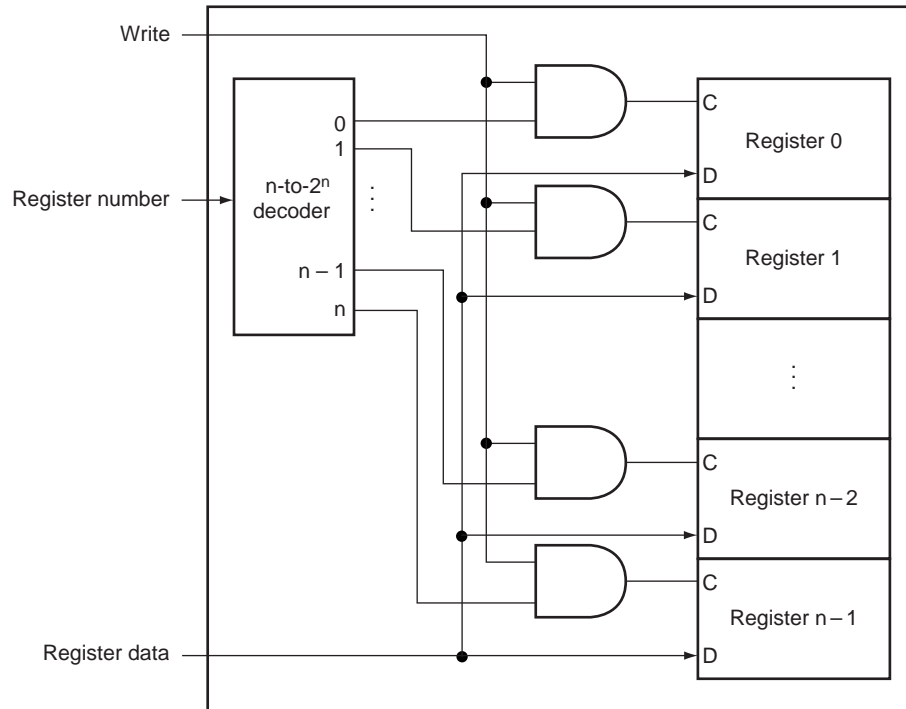 Write
C
0
Register 0
1
D
n-to-2ⁿ
decoder
⋮
Register number
C
Register 1
n – 1
D
n
⋮
C
Register n – 2
D
C
Register n – 1
Register data
D